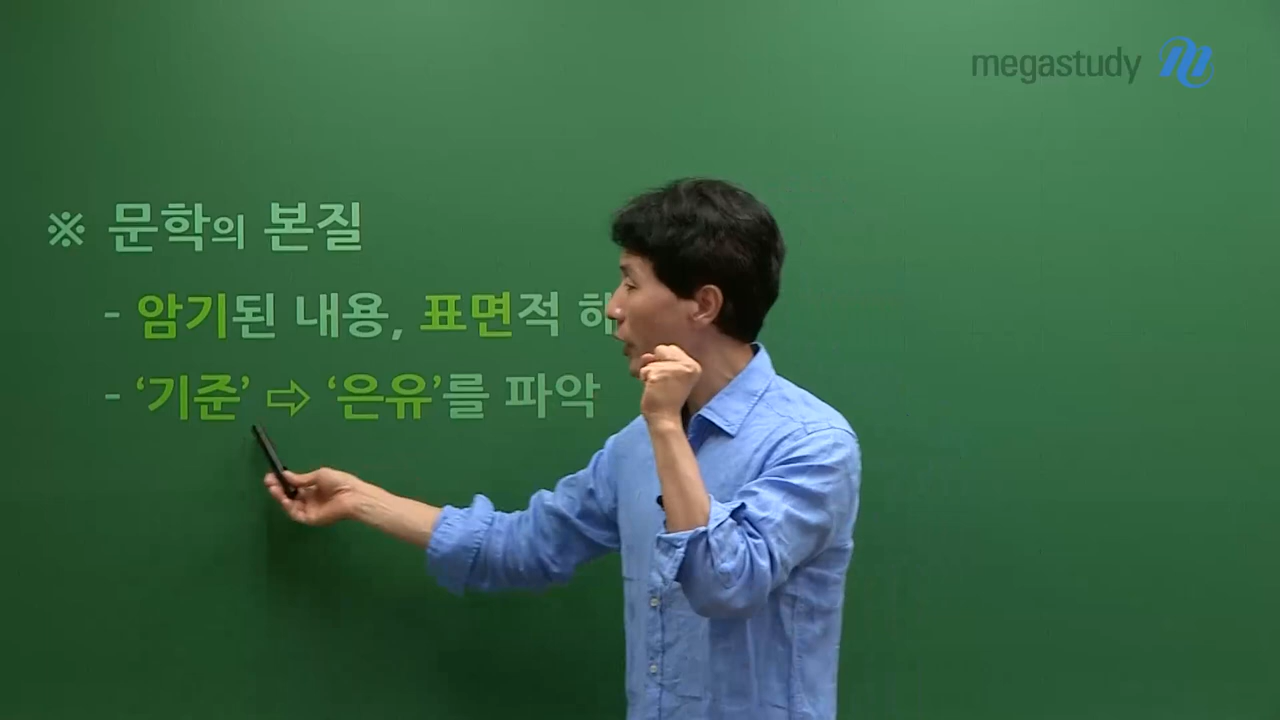 megastudy
※ 문학의 본질
- 암기된 내용, 표면적
- ‘기준’ ⇨ ‘은유’를 파악